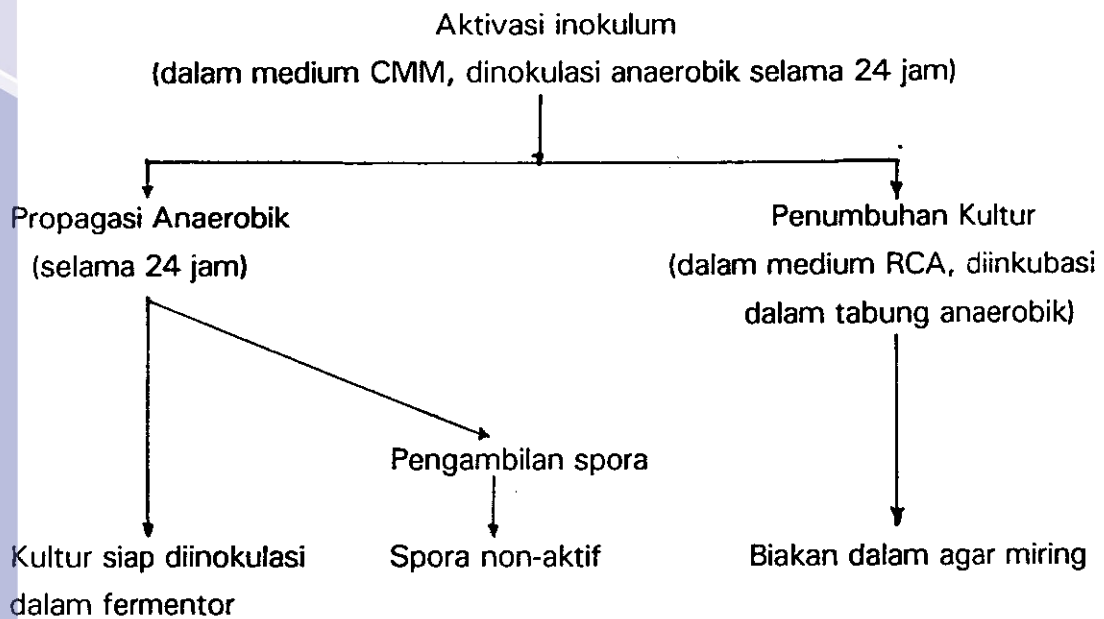 Aktivasi inokulum
(dalam medium CMM, dinokulasi anaerobik selama 24 jam)
Propagasi Anaerobik
(selama 24 jam)
Penumbuhan Kultur
(dalam medium RCA, diinkubasi
dalam tabung anaerobik)
Pengambilan spora
Kultur siap diinokulasi
dalam fermentor
Spora non-aktif
Biakan dalam agar miring